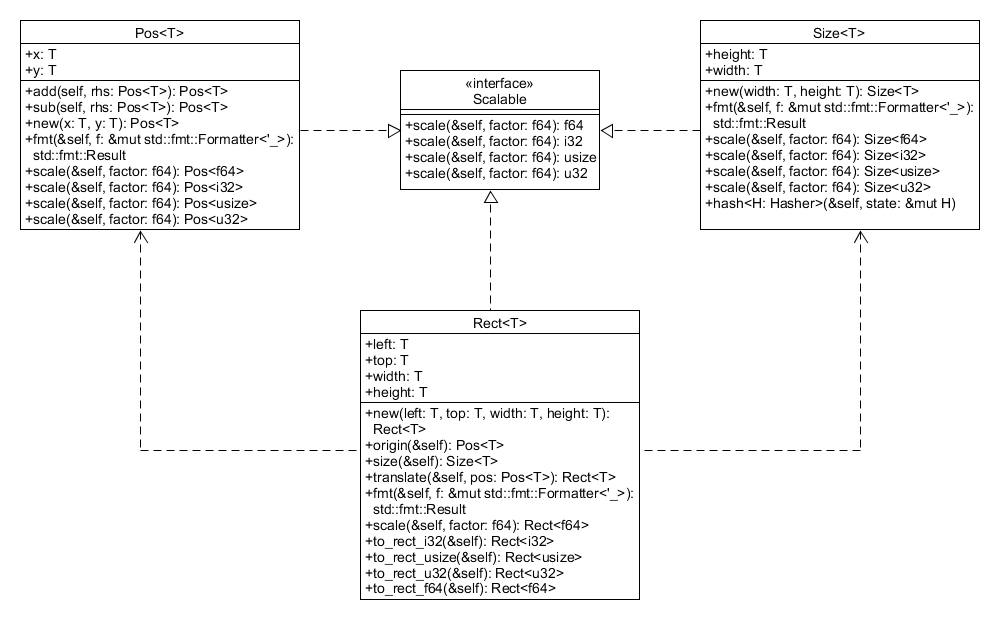 Pos<T>
+x: T
+y: T
+add(self, rhs: Pos<T>): Pos<T>
+sub(self, rhs: Pos<T>): Pos<T>
+new(x: T, y: T): Pos<T>
+fmt(&self, f: &mut std::fmt::Formatter<'_>):
std::fmt::Result
+scale(&self, factor: f64): Pos<f64>
+scale(&self, factor: f64): Pos<i32>
+scale(&self, factor: f64): Pos<usize>
+scale(&self, factor: f64): Pos<u32>
«interface»
Scalable
+scale(&self, factor: f64): f64
+scale(&self, factor: f64): i32
+scale(&self, factor: f64): usize
+scale(&self, factor: f64): u32
Size<T>
+height: T
+width: T
+new(width: T, height: T): Size<T>
+fmt(&self, f: &mut std::fmt::Formatter<'_>):
std::fmt::Result
+scale(&self, factor: f64): Size<f64>
+scale(&self, factor: f64): Size<i32>
+scale(&self, factor: f64): Size<usize>
+scale(&self, factor: f64): Size<u32>
+hash<H: Hasher>(&self, state: &mut H)
Rect<T>
+left: T
+top: T
+width: T
+height: T
+new(left: T, top: T, width: T, height: T):
Rect<T>
+origin(&self): Pos<T>
+size(&self): Size<T>
+translate(&self, pos: Pos<T>): Rect<T>
+fmt(&self, f: &mut std::fmt::Formatter<'_>):
std::fmt::Result
+scale(&self, factor: f64): Rect<f64>
+to_rect_i32(&self): Rect<i32>
+to_rect_usize(&self): Rect<usize>
+to_rect_u32(&self): Rect<u32>
+to_rect_f64(&self): Rect<f64>